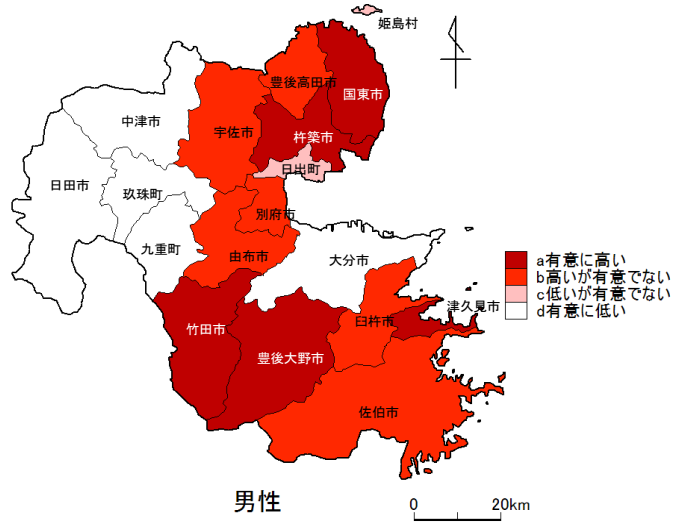 姫島村
豊後高田市
国東市
中津市
宇佐市
杵築市
日出町
日田市
玖珠町
別府市
九重町
由布市
大分市
a有意に高い
b高いが有意でない
c低いが有意でない
d有意に低い
津久見市
臼杵市
竹田市
豊後大野市
佐伯市
男性
0 20km